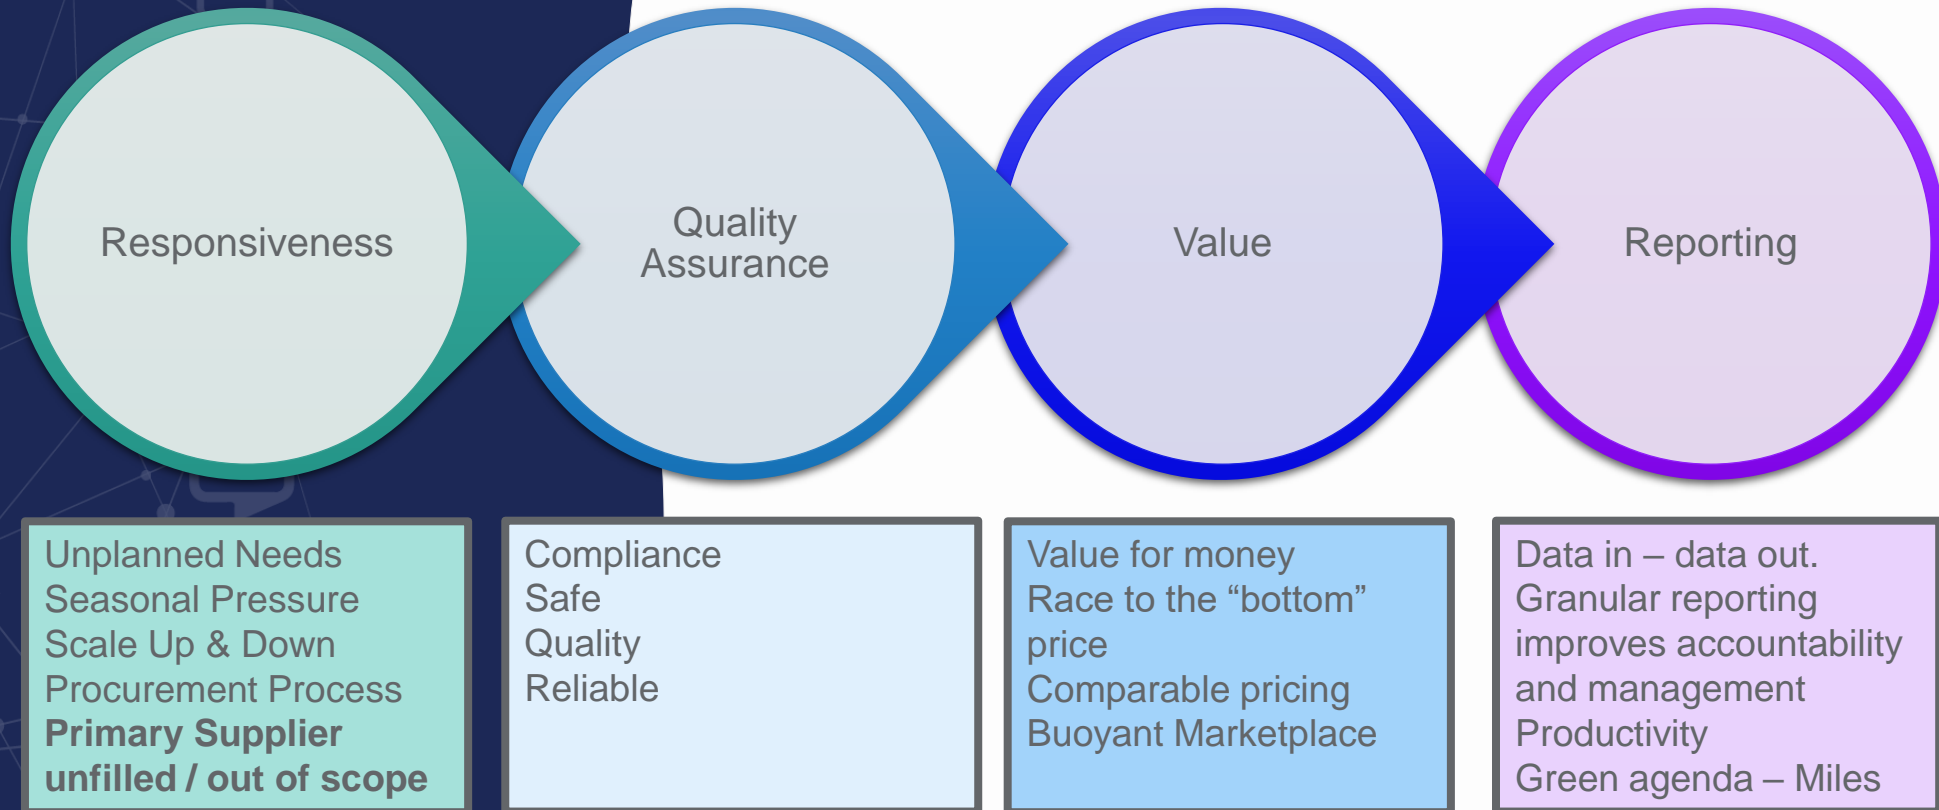 Responsiveness
Quality
Assurance
Value
Reporting
Unplanned Needs
Seasonal Pressure
Scale Up & Down
Procurement Process
Primary Supplier
unfilled / out of scope
Compliance
Safe
Quality
Reliable
Value for money
Race to the “bottom”
price
Comparable pricing
Buoyant Marketplace
Data in – data out.
Granular reporting
improves accountability
and management
Productivity
Green agenda – Miles